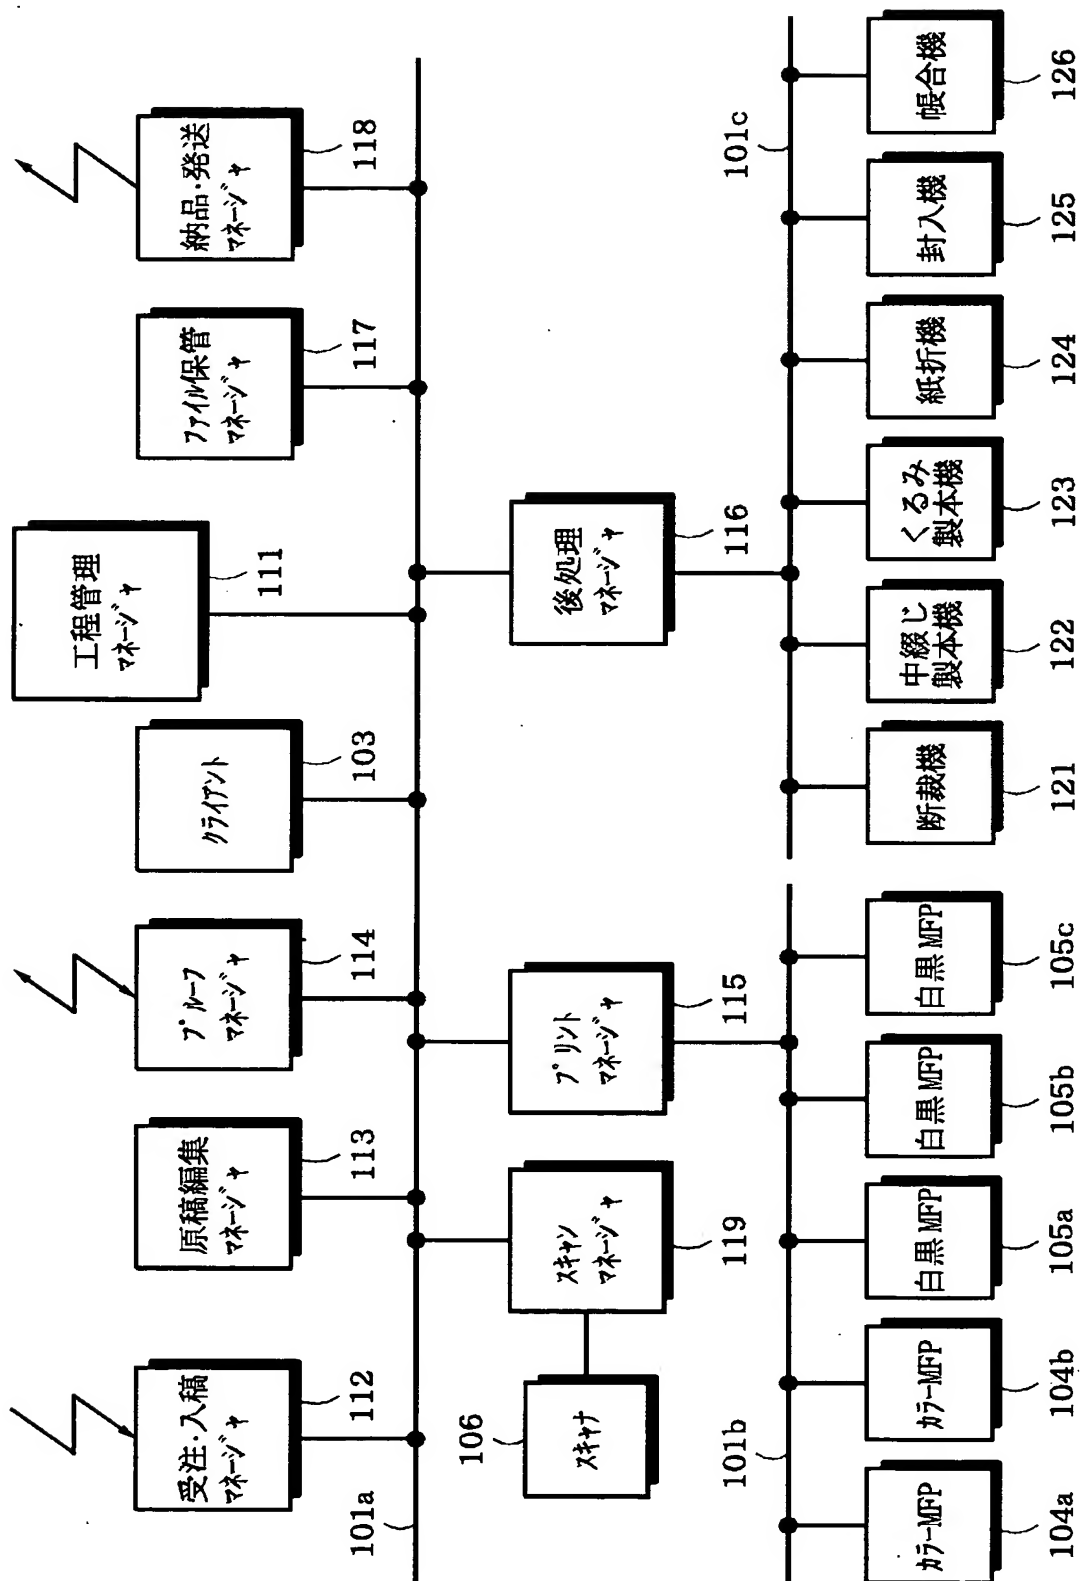 工程管理
マネージャ
111
受注・入稿
マネージャ
112
原稿編集
マネージャ
113
プルーフ
マネージャ
114
クライアント
103
ファイル保管
マネージャ
117
納品・発送
マネージャ
118
101a
スキャナ
106
スキャン
マネージャ
119
プリント
マネージャ
115
後処理
マネージャ
116
101b
101c
カラーMFP
104a
カラーMFP
104b
白黒MFP
105a
白黒MFP
105b
白黒MFP
105c
断裁機
121
中綴じ
製本機
122
くるみ
製本機
123
紙折機
124
封入機
125
帳合機
126